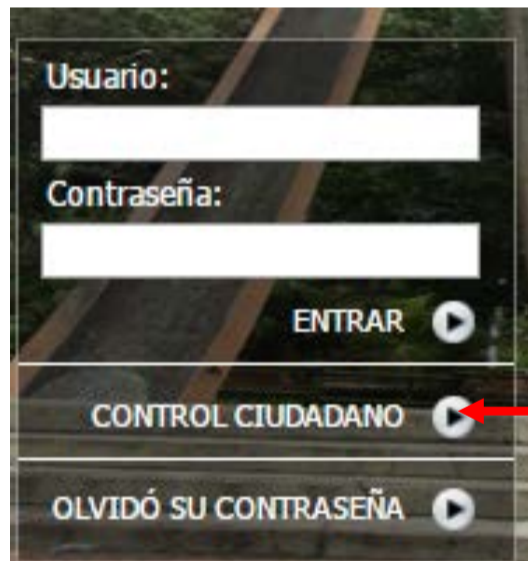 Usuario:
Contraseña:
ENTRAR
CONTROL CIUDADANO
OLVIDÓ SU CONTRASEÑA